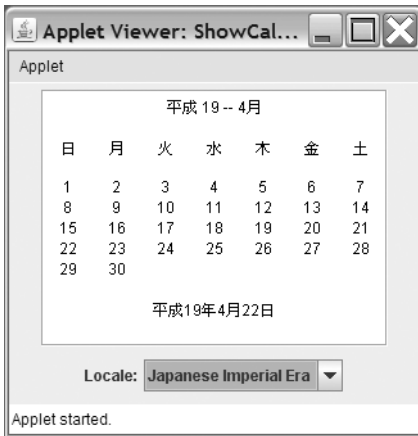 Applet Viewer: ShowCal...
Applet
平成 19 -- 4月
日 月 火 水 木 金 土
1 2 3 4 5 6 7
8 9 10 11 12 13 14
15 16 17 18 19 20 21
22 23 24 25 26 27 28
29 30
平成19年4月22日
Locale: Japanese Imperial Era
Applet started.